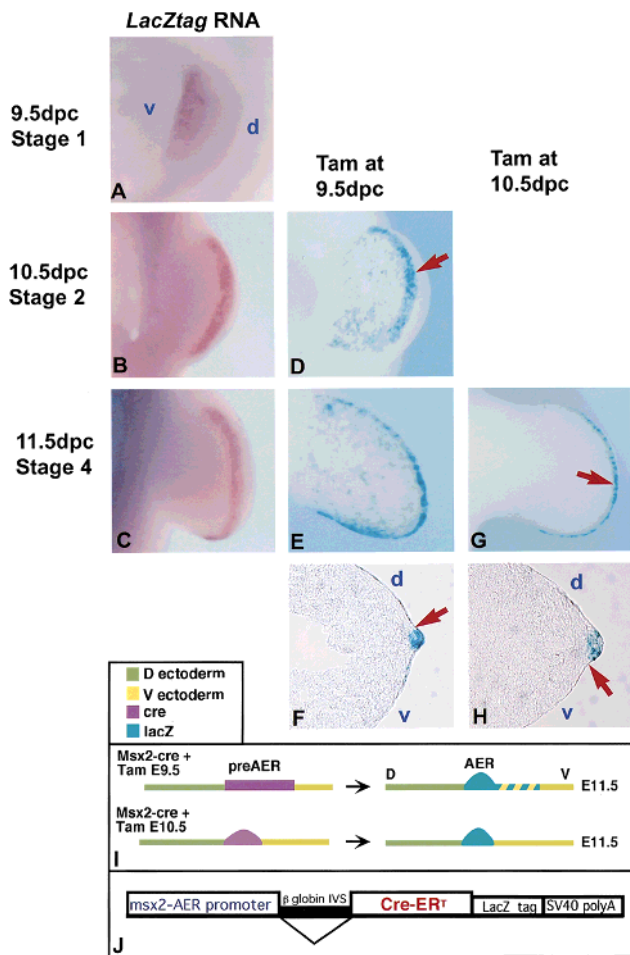 LacZtag RNA
9.5dpc
Stage 1
v
d
A
Tam at
9.5dpc
Tam at
10.5dpc
10.5dpc
Stage 2
B
D
11.5dpc
Stage 4
C
E
G
d
v
F
d
v
H
D ectoderm
V ectoderm
cre
lacZ
Msx2-cre +
Tam E9.5
preAER
D
AER
V
E11.5
Msx2-cre +
Tam E10.5
E11.5
I
msx2-AER promoter
β globin IVS
Cre-ERᵀ
LacZ tag
SV40 polyA
J